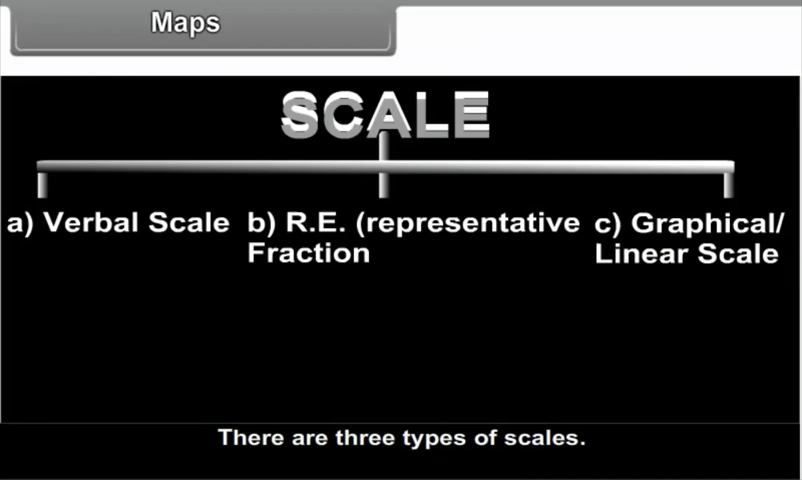 Maps
SCALE
a) Verbal Scale
b) R.E. (representative
Fraction
c) Graphical/
Linear Scale
There are three types of scales.